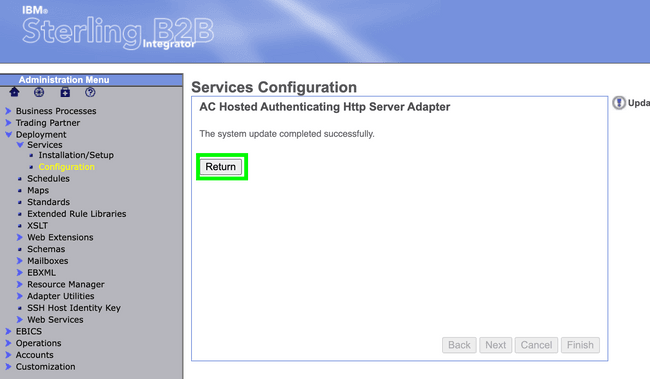 IBM®
Sterling B2B
Integrator
Administration Menu
Business Processes
Trading Partner
Deployment
Services
Installation/Setup
Configuration
Schedules
Maps
Standards
Extended Rule Libraries
XSLT
Web Extensions
Schemas
Mailboxes
EBXML
Resource Manager
Adapter Utilities
SSH Host Identity Key
Web Services
EBICS
Operations
Accounts
Customization
Services Configuration
AC Hosted Authenticating Http Server Adapter
The system update completed successfully.
Return
Back Next Cancel Finish
Upda